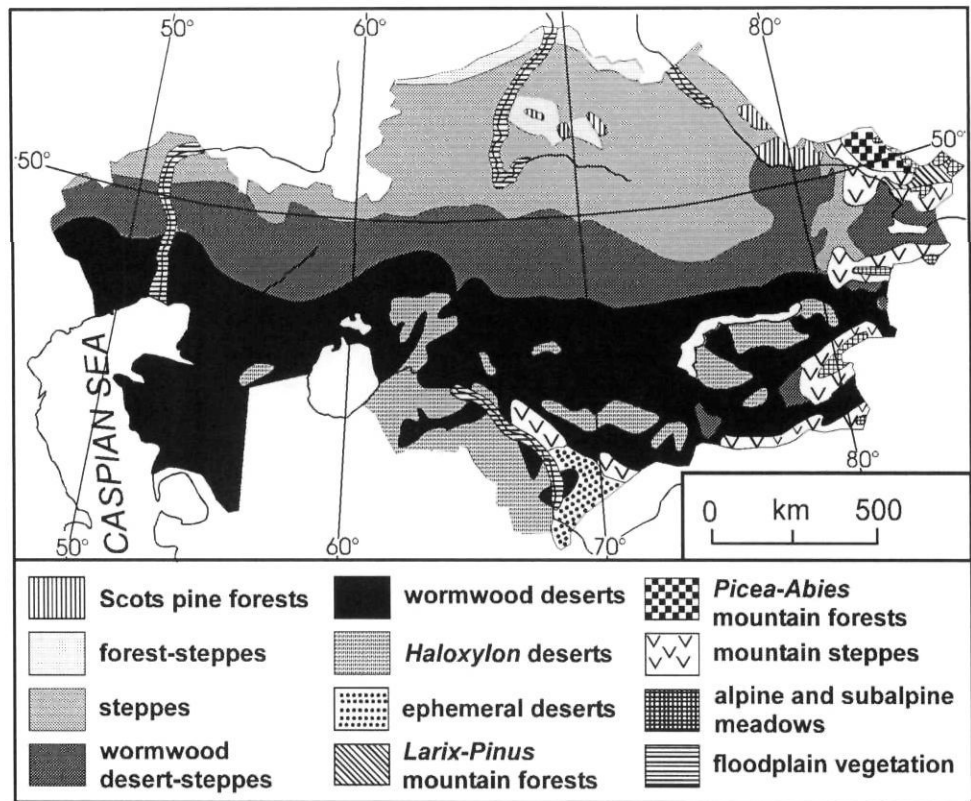 50° 60° 80°
50° 50°
CASPIAN SEA
80°
50° 60° 70°
0 km 500
Scots pine forests
forest-steppes
steppes
wormwood
desert-steppes
wormwood deserts
Haloxylon deserts
ephemeral deserts
Larix-Pinus
mountain forests
Picea-Abies
mountain forests
mountain steppes
alpine and subalpine
meadows
floodplain vegetation